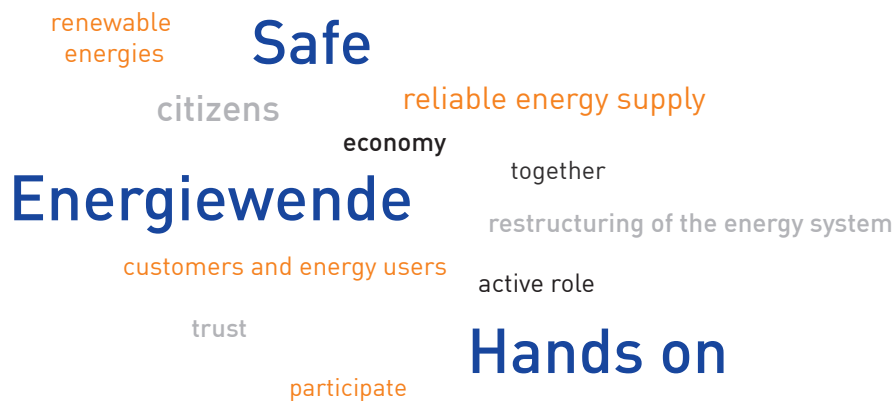 renewable
energies
Safe
citizens
reliable energy supply
economy
together
Energiewende
restructuring of the energy system
customers and energy users
active role
trust
Hands on
participate